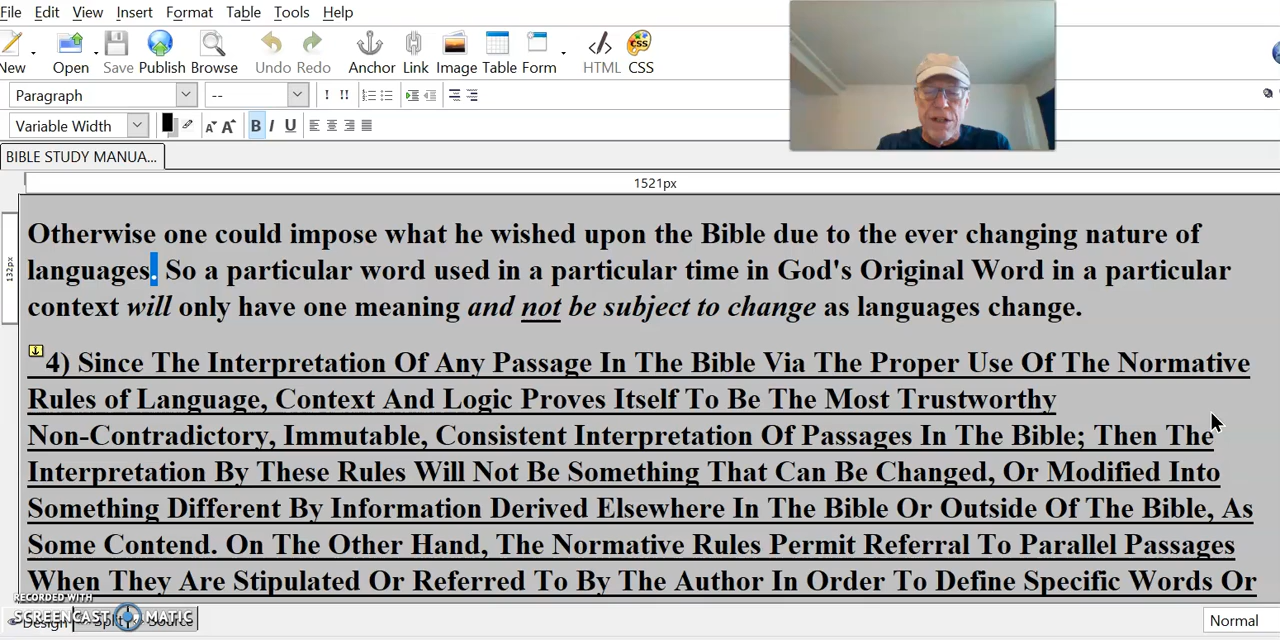 File Edit View Insert Format Table Tools Help
New Open Save Publish Browse Undo Redo Anchor Link Image Table Form HTML CSS
Paragraph -- ! !!
Variable Width A A B I U
BIBLE STUDY MANUA...
1521px
132px
Otherwise one could impose what he wished upon the Bible due to the ever changing nature of
languages. So a particular word used in a particular time in God's Original Word in a particular
context will only have one meaning and not be subject to change as languages change.
4) Since The Interpretation Of Any Passage In The Bible Via The Proper Use Of The Normative
Rules of Language, Context And Logic Proves Itself To Be The Most Trustworthy
Non-Contradictory, Immutable, Consistent Interpretation Of Passages In The Bible; Then The
Interpretation By These Rules Will Not Be Something That Can Be Changed, Or Modified Into
Something Different By Information Derived Elsewhere In The Bible Or Outside Of The Bible, As
Some Contend. On The Other Hand, The Normative Rules Permit Referral To Parallel Passages
When They Are Stipulated Or Referred To By The Author In Order To Define Specific Words Or
RECORDED WITH
SCREENCAST MATIC
Design Split Source Normal